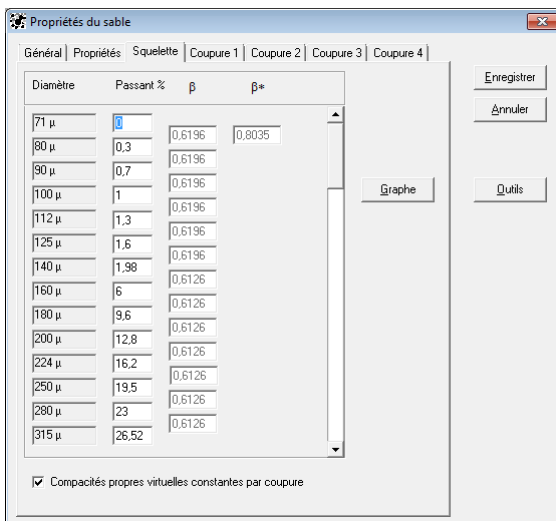 Propriétés du sable
Général Propriétés Squelette Coupure 1 Coupure 2 Coupure 3 Coupure 4
Diamètre Passant % β β*
71 µ 0
0,6196 0,8035
80 µ 0,3
0,6196
90 µ 0,7
0,6196
100 µ 1
0,6196
112 µ 1,3
0,6196
125 µ 1,6
0,6196
140 µ 1,98
0,6126
160 µ 6
0,6126
180 µ 9,6
0,6126
200 µ 12,8
0,6126
224 µ 16,2
0,6126
250 µ 19,5
0,6126
280 µ 23
0,6126
315 µ 26,52
Compacités propres virtuelles constantes par coupure
Graphe
Enregistrer
Annuler
Outils